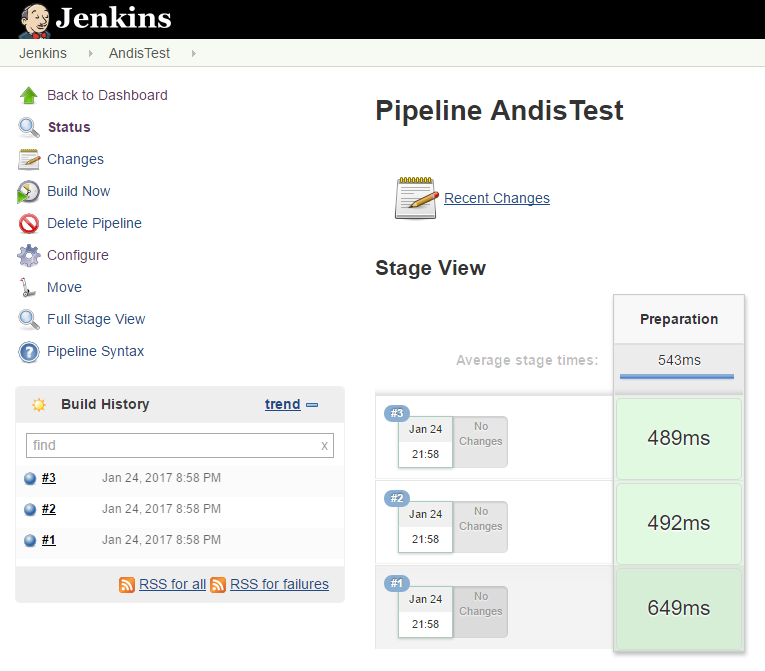 Jenkins
Jenkins AndisTest
Back to Dashboard
Status
Changes
Build Now
Delete Pipeline
Configure
Move
Full Stage View
Pipeline Syntax
Build History trend
find x
#3 Jan 24, 2017 8:58 PM
#2 Jan 24, 2017 8:58 PM
#1 Jan 24, 2017 8:58 PM
RSS for all RSS for failures
Pipeline AndisTest
Recent Changes
Stage View
Preparation
Average stage times: 543ms
#3
Jan 24
21:58
No
Changes
489ms
#2
Jan 24
21:58
No
Changes
492ms
#1
Jan 24
21:58
No
Changes
649ms